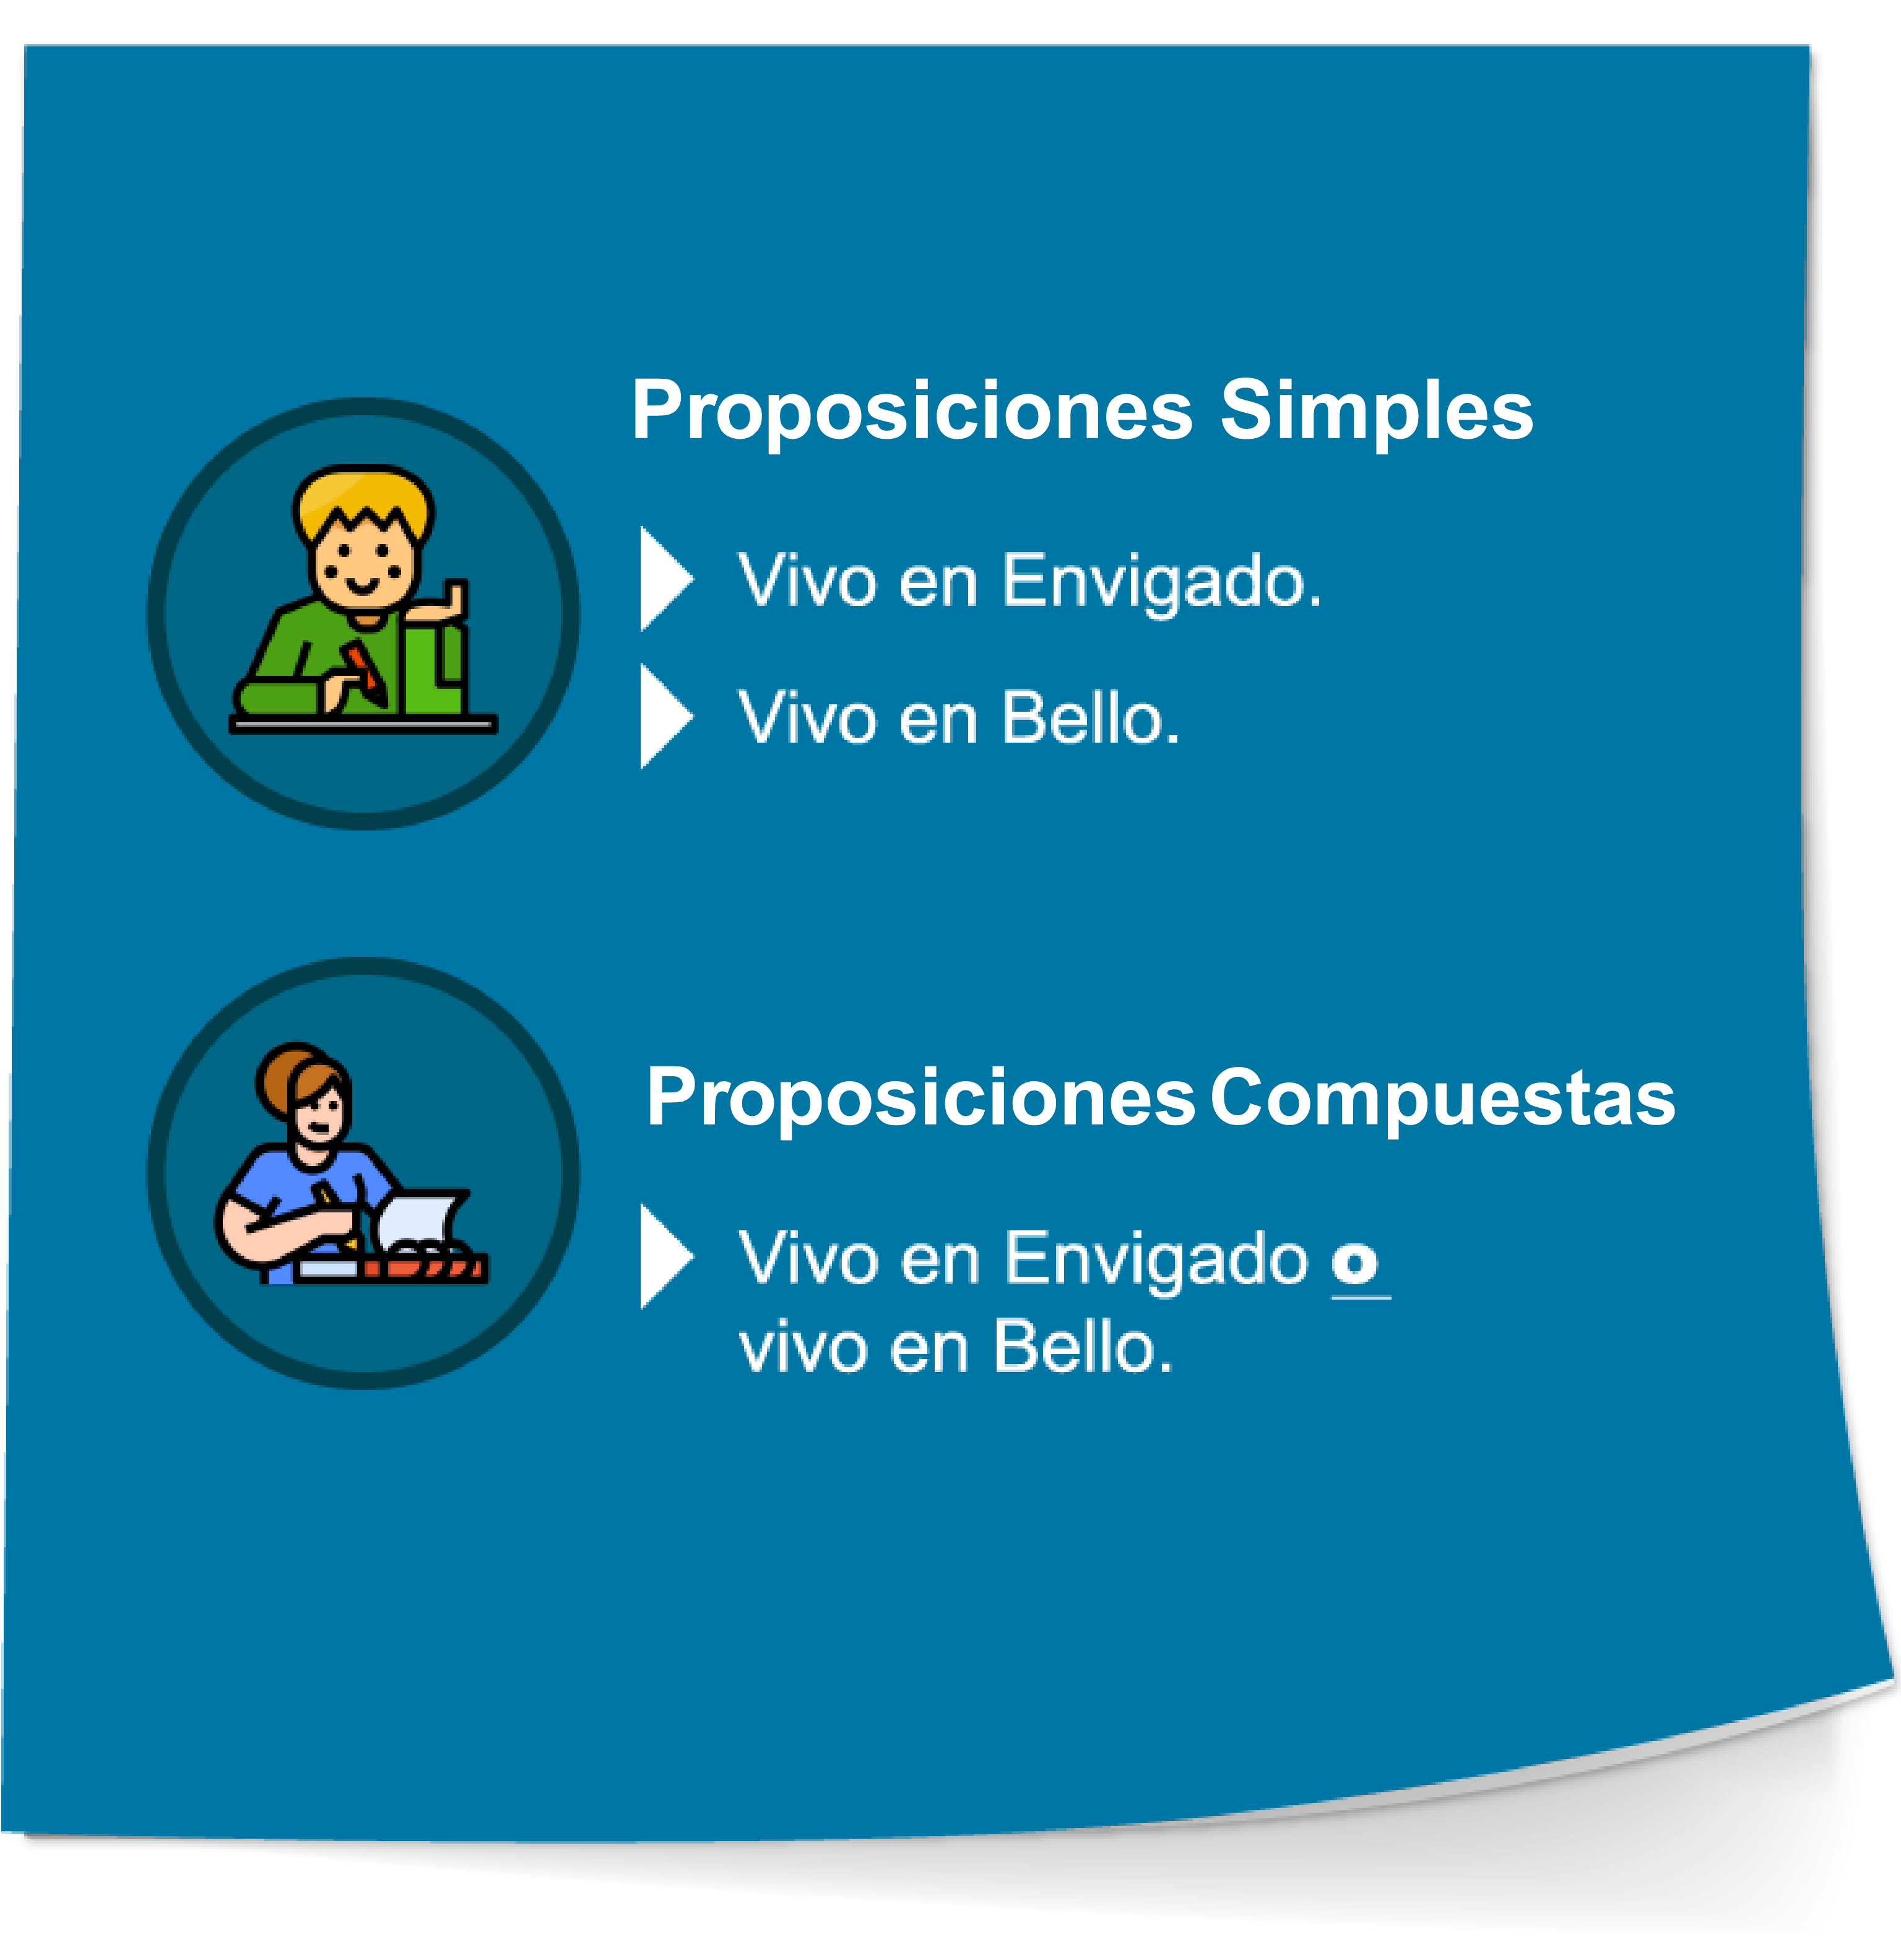 Proposiciones Simples
Vivo en Envigado.
Vivo en Bello.
Proposiciones Compuestas
Vivo en Envigado o
vivo en Bello.